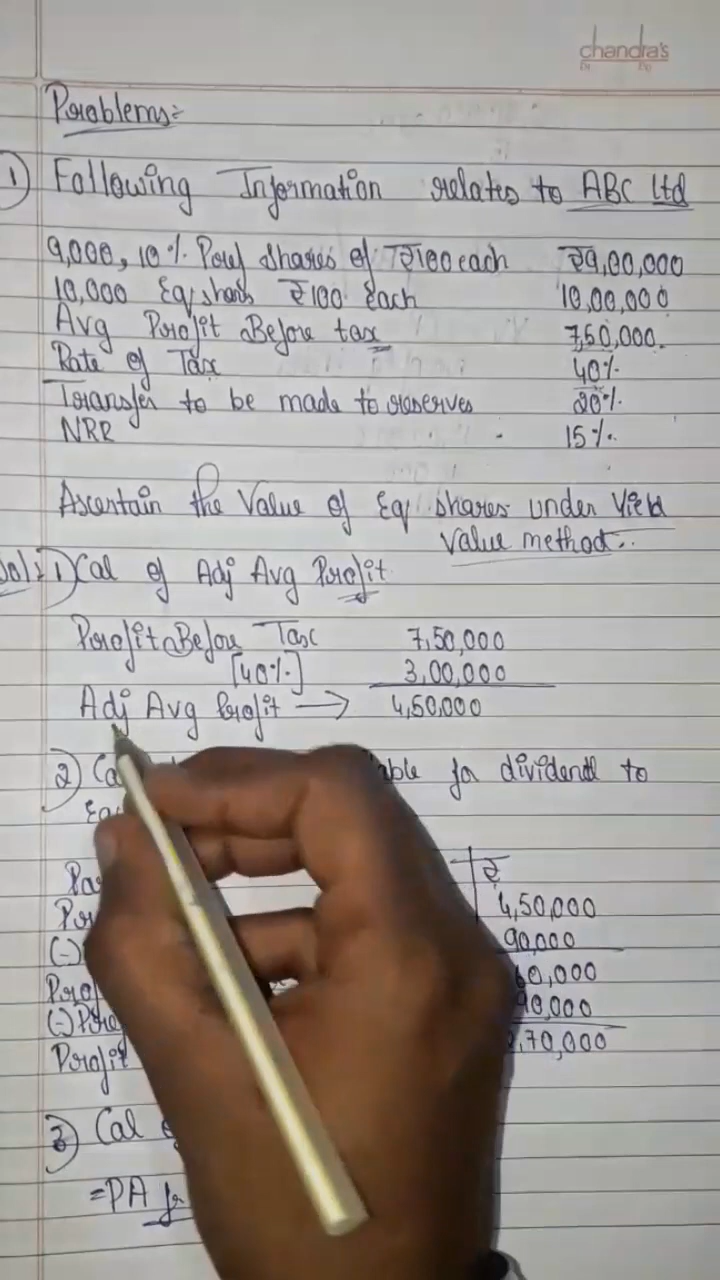 chandra's
Problems:-
1) Following Information relates to ABC Ltd
9,000, 10% Pref Shares of ₹100 each ₹9,00,000
10,000 Eq shares ₹100 Each 10,00,000
Avg Profit Before tax 7,50,000.
Rate of Tax 40%
Transfer to be made to reserves 20%
NRR 15%
Ascertain the Value of Eq shares under Yield
Value method..
Sol: 1) Cal of Adj Avg Profit
Profit Before Tax 7,50,000
[40%] 3,00,000
Adj Avg Profit → 4,50,000
2) for dividend to
₹
4,50,000
(-) 90,000
60,000
(-) 90,000
Profit 2,70,000
3) Cal
=PA for